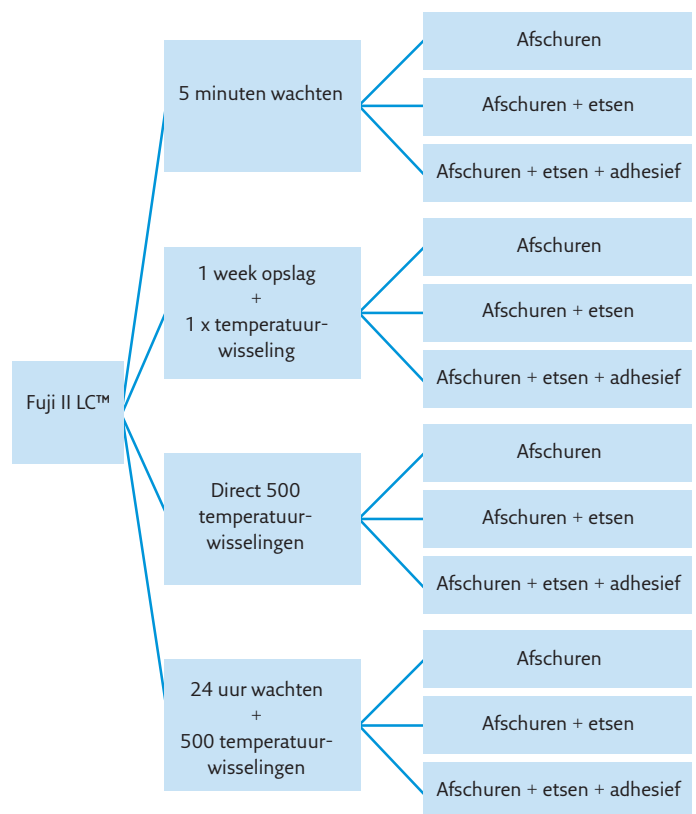 Fuji II LC™
5 minuten wachten
Afschuren
Afschuren + etsen
Afschuren + etsen + adhesief
1 week opslag
+
1 x temperatuur-
wisseling
Afschuren
Afschuren + etsen
Afschuren + etsen + adhesief
Direct 500
temperatuur-
wisselingen
Afschuren
Afschuren + etsen
Afschuren + etsen + adhesief
24 uur wachten
+
500 temperatuur-
wisselingen
Afschuren
Afschuren + etsen
Afschuren + etsen + adhesief